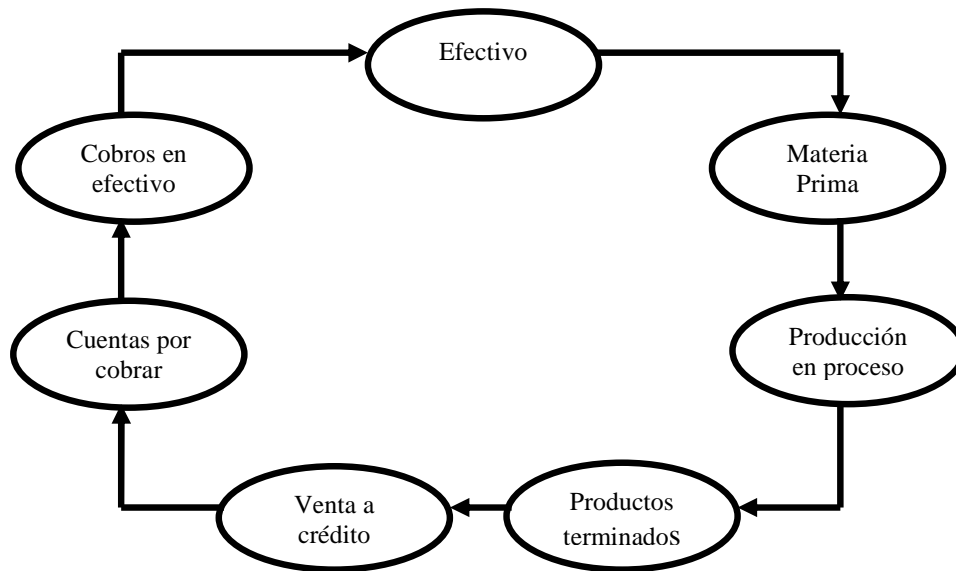 Efectivo
Cobros en
efectivo
Materia
Prima
Cuentas por
cobrar
Producción
en proceso
Venta a
crédito
Productos
terminados